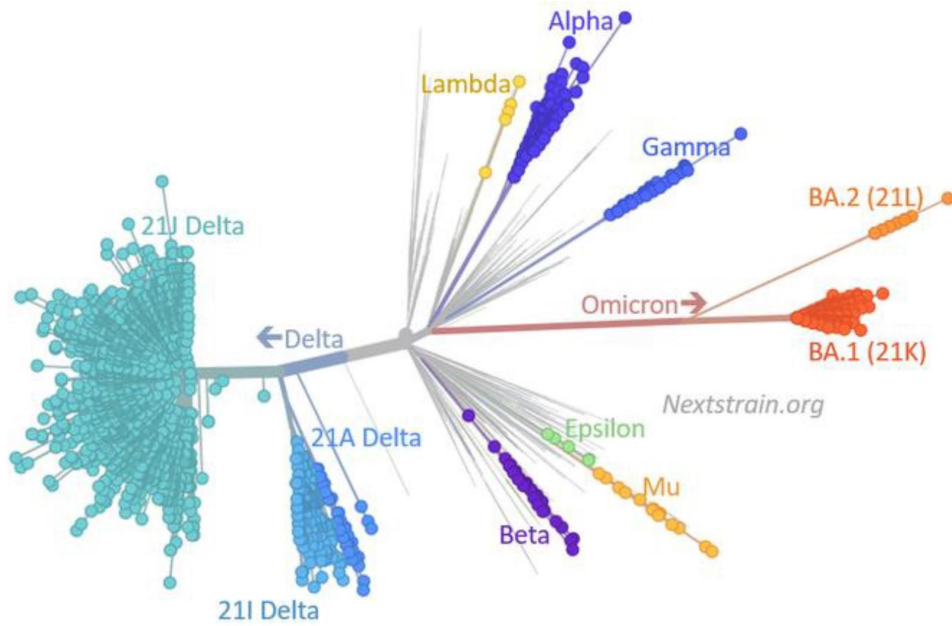 Alpha
Lambda
Gamma
BA.2 (21L)
21J Delta
Omicron→
←Delta
BA.1 (21K)
Nextstrain.org
21A Delta
Epsilon
Mu
Beta
21I Delta